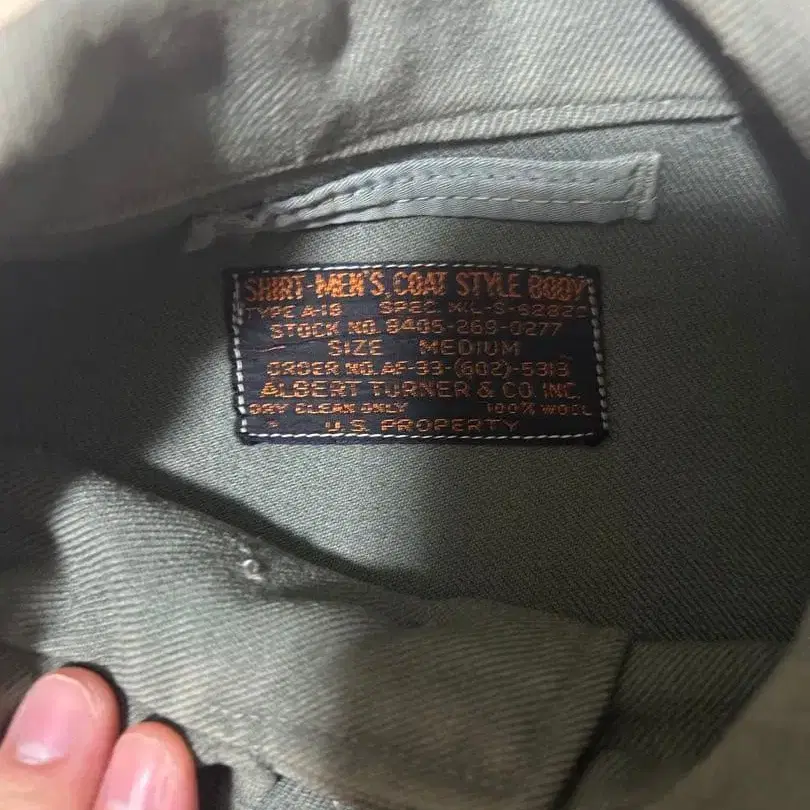 SHIRT-MEN'S, COAT STYLE BODY
TYPE A-18 SPEC MIL-S-6282C
STOCK NO. 8405-269-0277
SIZE MEDIUM
ORDER NO. AF-33-(602)-5313
ALBERT TURNER & CO. INC.
DRY CLEAN ONLY 100% WOOL
U.S. PROPERTY